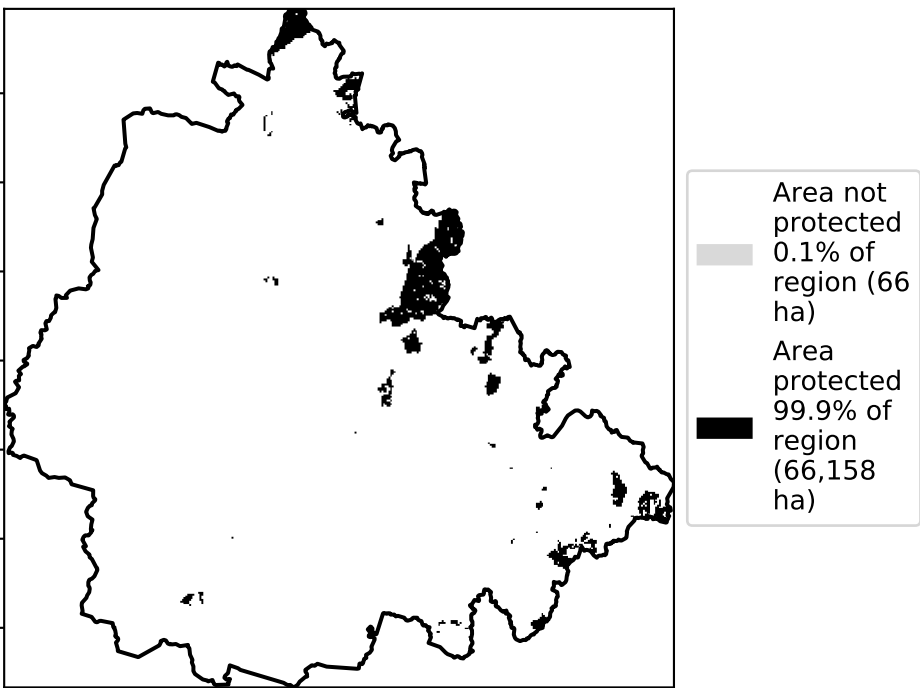 Area not
protected
0.1% of
region (66
ha)
Area
protected
99.9% of
region
(66,158
ha)